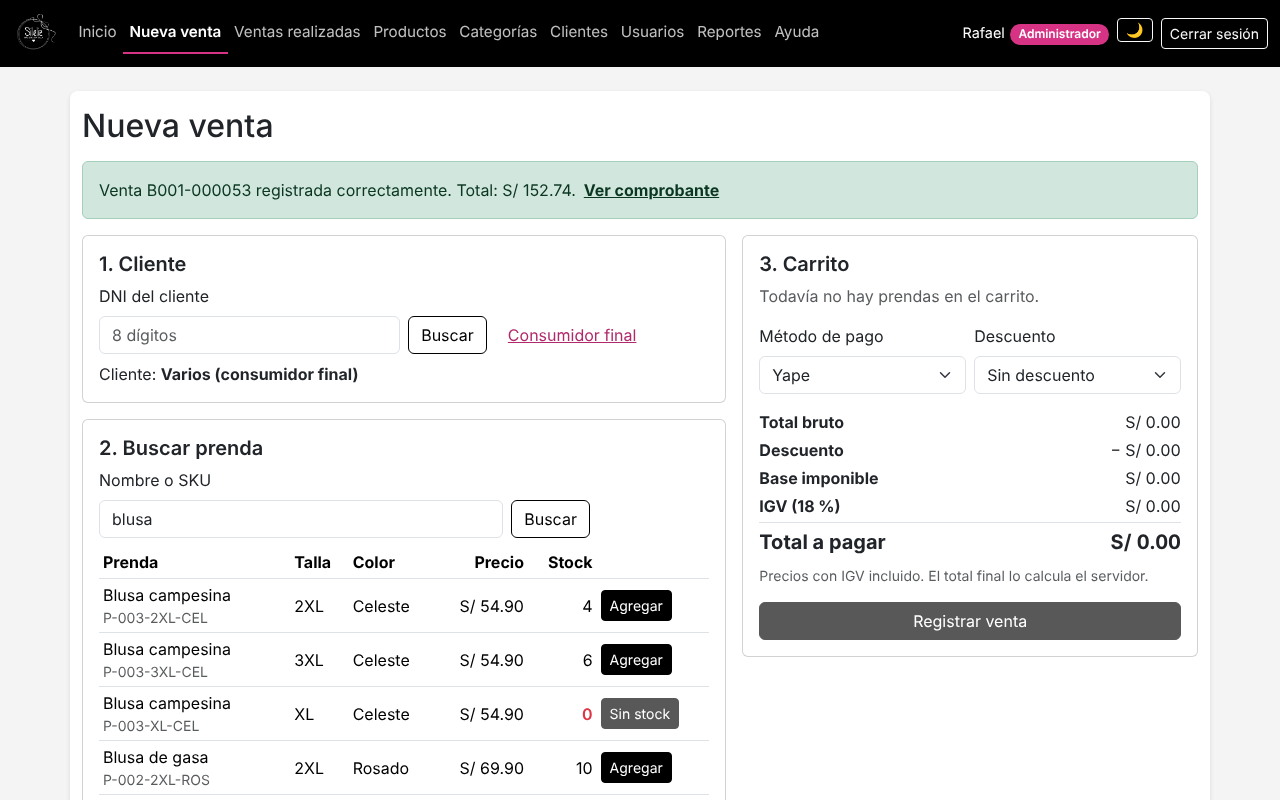 Silele
Inicio Nueva venta Ventas realizadas Productos Categorías Clientes Usuarios Reportes Ayuda Rafael Administrador Cerrar sesión
Nueva venta
Venta B001-000053 registrada correctamente. Total: S/ 152.74. Ver comprobante
1. Cliente
DNI del cliente
8 dígitos Buscar Consumidor final
Cliente: Varios (consumidor final)
2. Buscar prenda
Nombre o SKU
blusa Buscar
Prenda Talla Color Precio Stock
Blusa campesina
P-003-2XL-CEL
2XL Celeste S/ 54.90 4 Agregar
Blusa campesina
P-003-3XL-CEL
3XL Celeste S/ 54.90 6 Agregar
Blusa campesina
P-003-XL-CEL
XL Celeste S/ 54.90 0 Sin stock
Blusa de gasa
P-002-2XL-ROS
2XL Rosado S/ 69.90 10 Agregar
3. Carrito
Todavía no hay prendas en el carrito.
Método de pago Descuento
Yape Sin descuento
Total bruto S/ 0.00
Descuento − S/ 0.00
Base imponible S/ 0.00
IGV (18 %) S/ 0.00
Total a pagar S/ 0.00
Precios con IGV incluido. El total final lo calcula el servidor.
Registrar venta